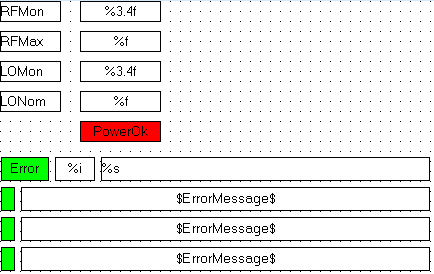 RFMon %3.4f
RFMax %f
LOMon %3.4f
LONom %f
PowerOk
Error %i %s
$ErrorMessage$
$ErrorMessage$
$ErrorMessage$